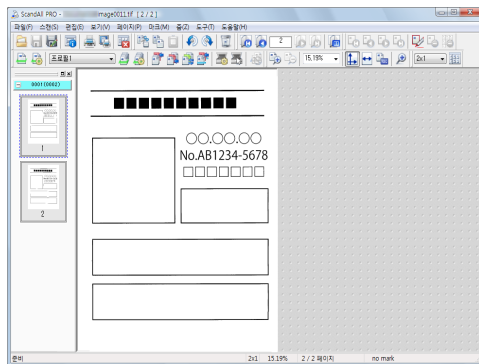 ScandAll PRO - mage0011.tif [ 2 / 2 ]
파일(F) 스캔(S) 편집(E) 보기(V) 페이지(P) 마크(M) 줌(Z) 도구(T) 도움말(H)
2
프로필1 15.19% 2x1
0001(0002)
1
2
■■■■■■■■■■
○○.○○.○○
No.AB1234-5678
□□□□□□□
준비 2x1 15.19% 2 / 2 페이지 no mark